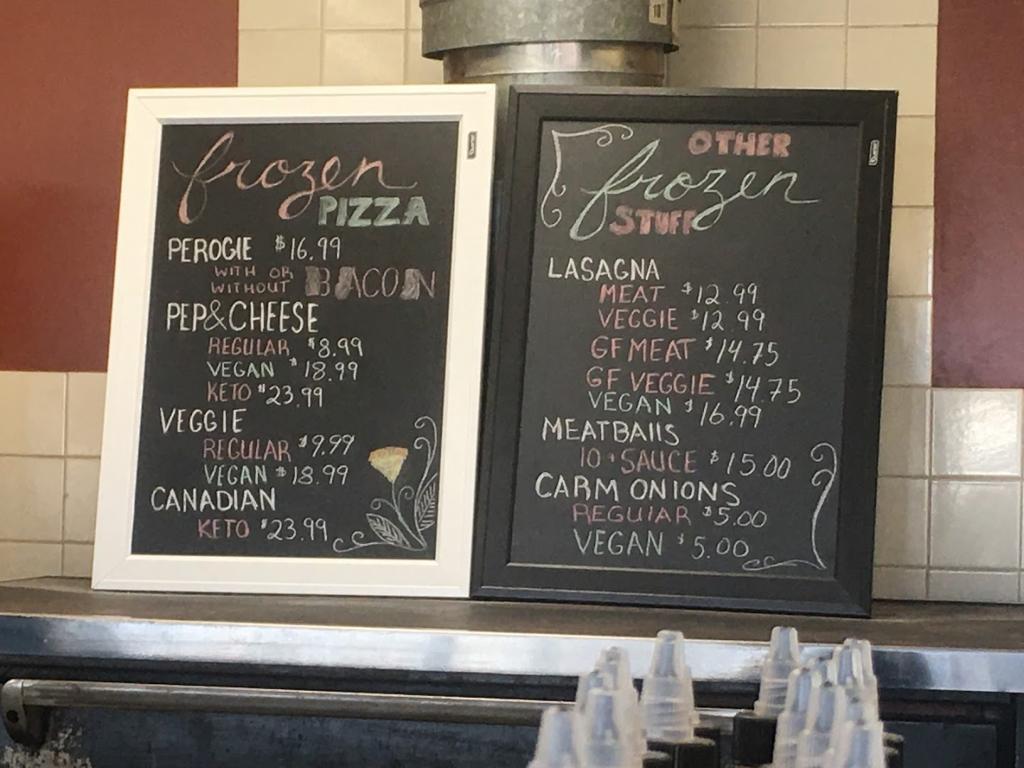 frozen
PIZZA
PEROGIE $16.99
WITH OR
WITHOUT BACON
PEP&CHEESE
REGULAR $8.99
VEGAN $18.99
KETO $23.99
VEGGIE
REGULAR $9.99
VEGAN $18.99
CANADIAN
KETO $23.99
OTHER
frozen
STUFF
LASAGNA
MEAT $12.99
VEGGIE $12.99
GF MEAT $14.75
GF VEGGIE $14.75
VEGAN $16.99
MEATBALLS
10 + SAUCE $15.00
CARM ONIONS
REGULAR $5.00
VEGAN $5.00